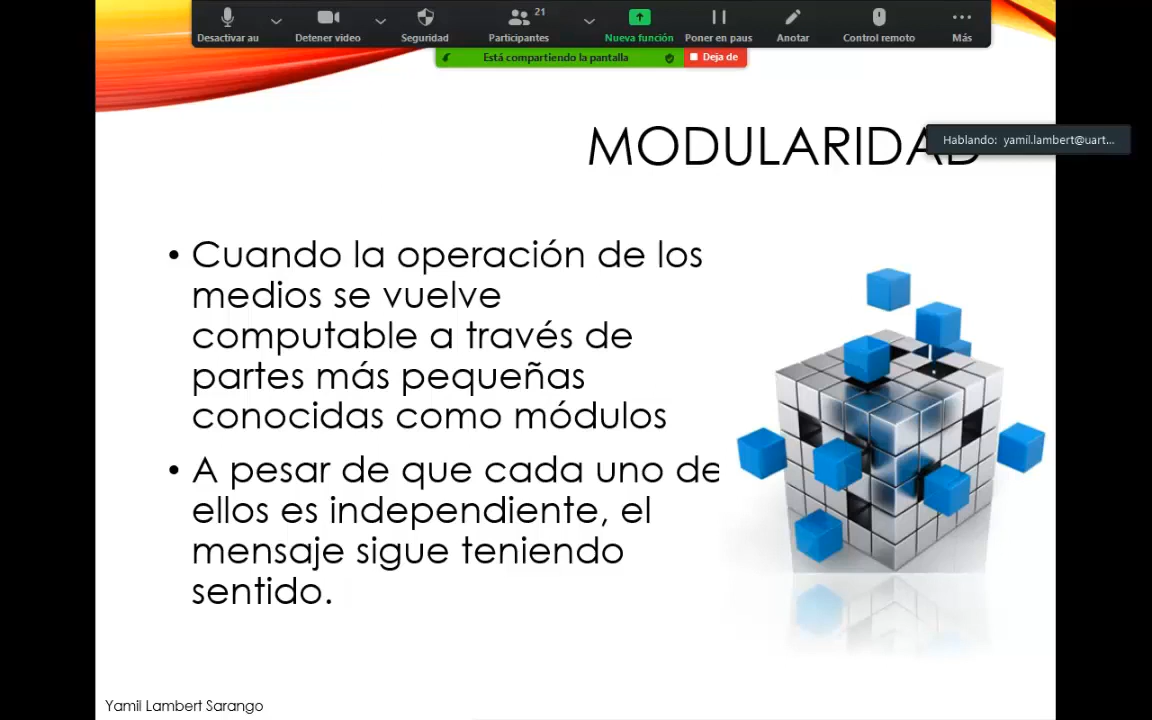 Desactivar au
Detener video
Seguridad
Participantes
21
Nueva función
Poner en paus
Anotar
Control remoto
Más
Está compartiendo la pantalla
Deja de
Hablando: yamil.lambert@uart...
MODULARIDAD
• Cuando la operación de los
medios se vuelve
computable a través de
partes más pequeñas
conocidas como módulos
• A pesar de que cada uno de
ellos es independiente, el
mensaje sigue teniendo
sentido.
Yamil Lambert Sarango